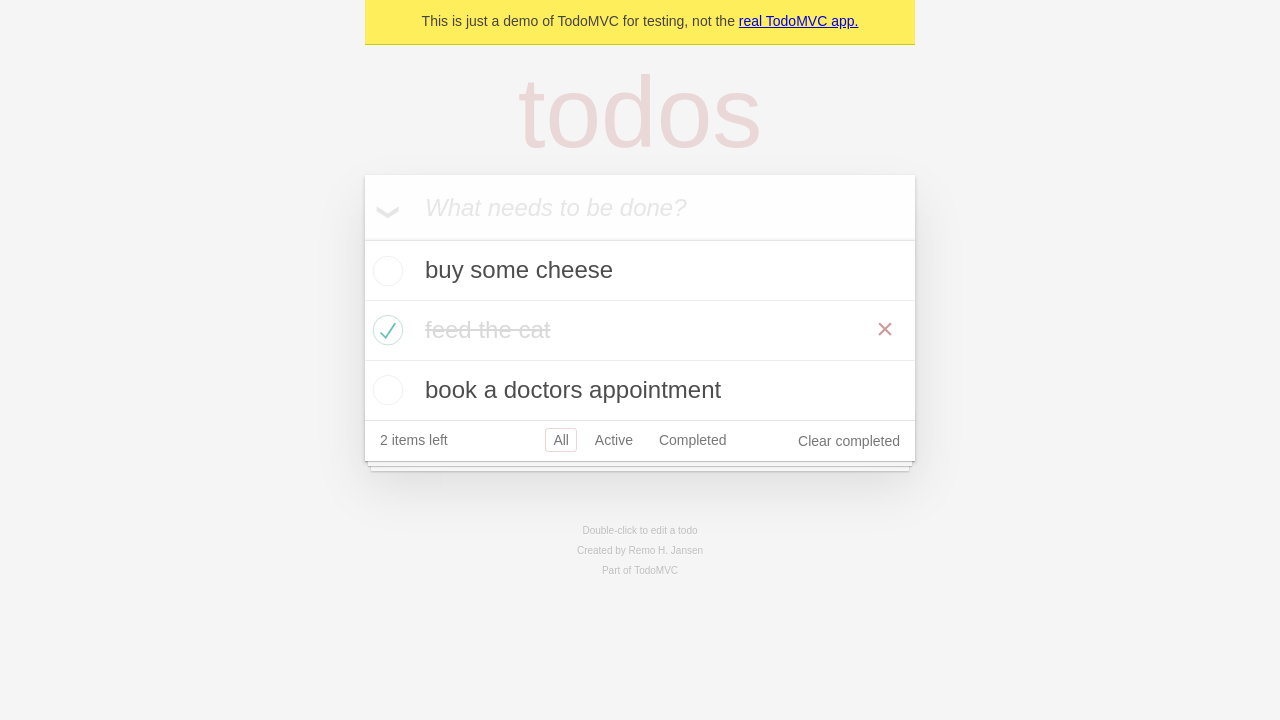 This is just a demo of TodoMVC for testing, not the real TodoMVC app.
todos
What needs to be done?
buy some cheese
feed the cat
book a doctors appointment
2 items left All Active Completed Clear completed
Double-click to edit a todo
Created by Remo H. Jansen
Part of TodoMVC